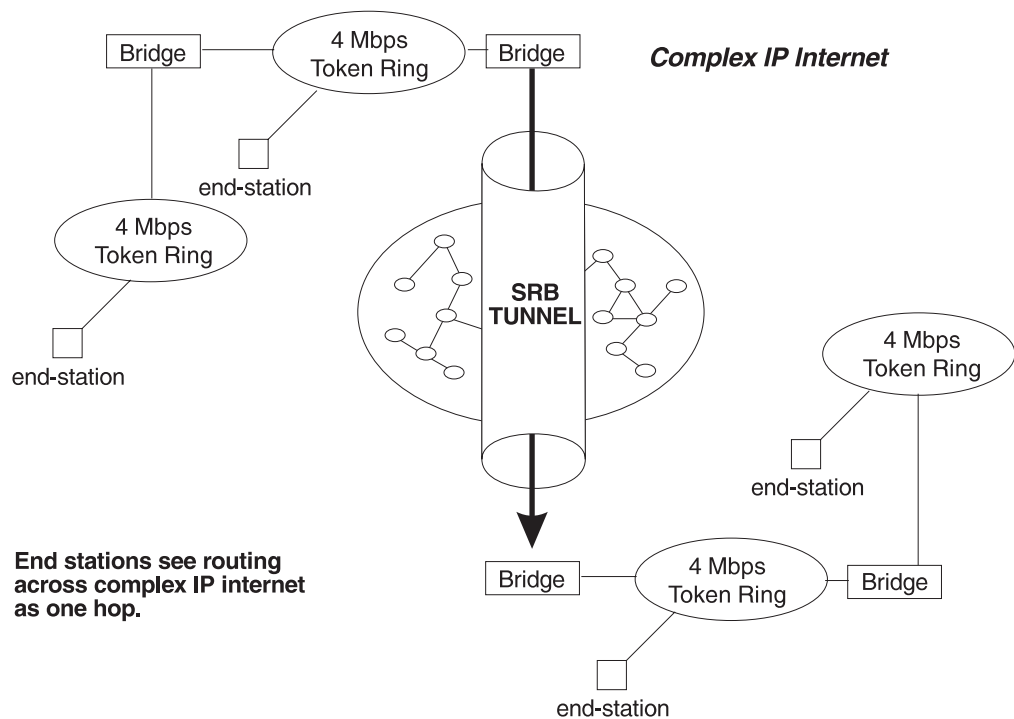 Bridge
4 Mbps
Token Ring
Bridge
Complex IP Internet
end-station
4 Mbps
Token Ring
end-station
SRB
TUNNEL
4 Mbps
Token Ring
end-station
End stations see routing
across complex IP internet
as one hop.
Bridge
4 Mbps
Token Ring
Bridge
end-station